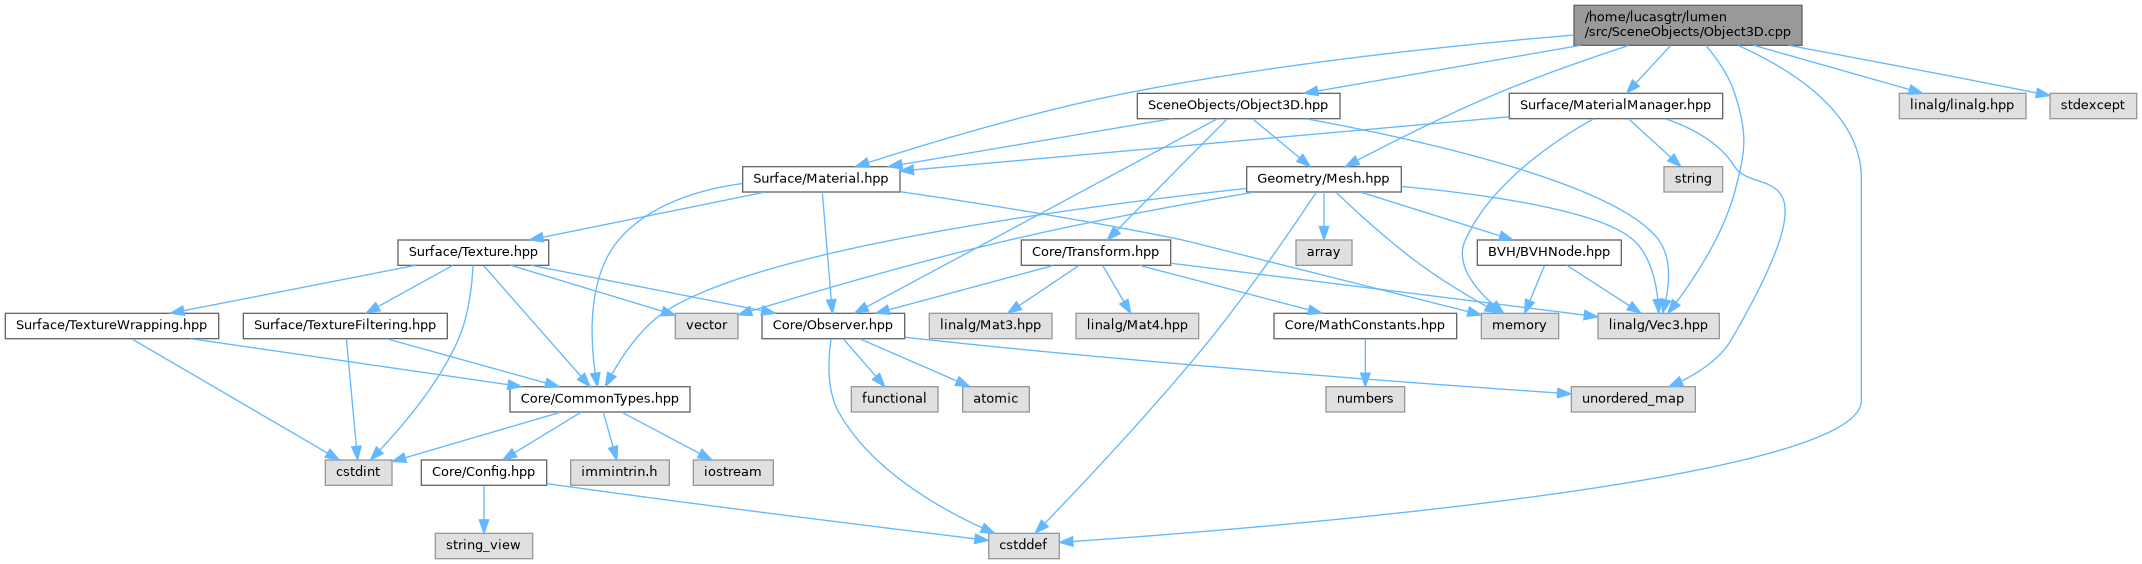 /home/lucasgtr/lumen
/src/SceneObjects/Object3D.cpp
SceneObjects/Object3D.hpp
Surface/MaterialManager.hpp
linalg/linalg.hpp
stdexcept
Surface/Material.hpp
Geometry/Mesh.hpp
string
Surface/Texture.hpp
Core/Transform.hpp
array
BVH/BVHNode.hpp
Surface/TextureWrapping.hpp
Surface/TextureFiltering.hpp
vector
Core/Observer.hpp
linalg/Mat3.hpp
linalg/Mat4.hpp
Core/MathConstants.hpp
memory
linalg/Vec3.hpp
Core/CommonTypes.hpp
functional
atomic
numbers
unordered_map
cstdint
Core/Config.hpp
immintrin.h
iostream
string_view
cstddef